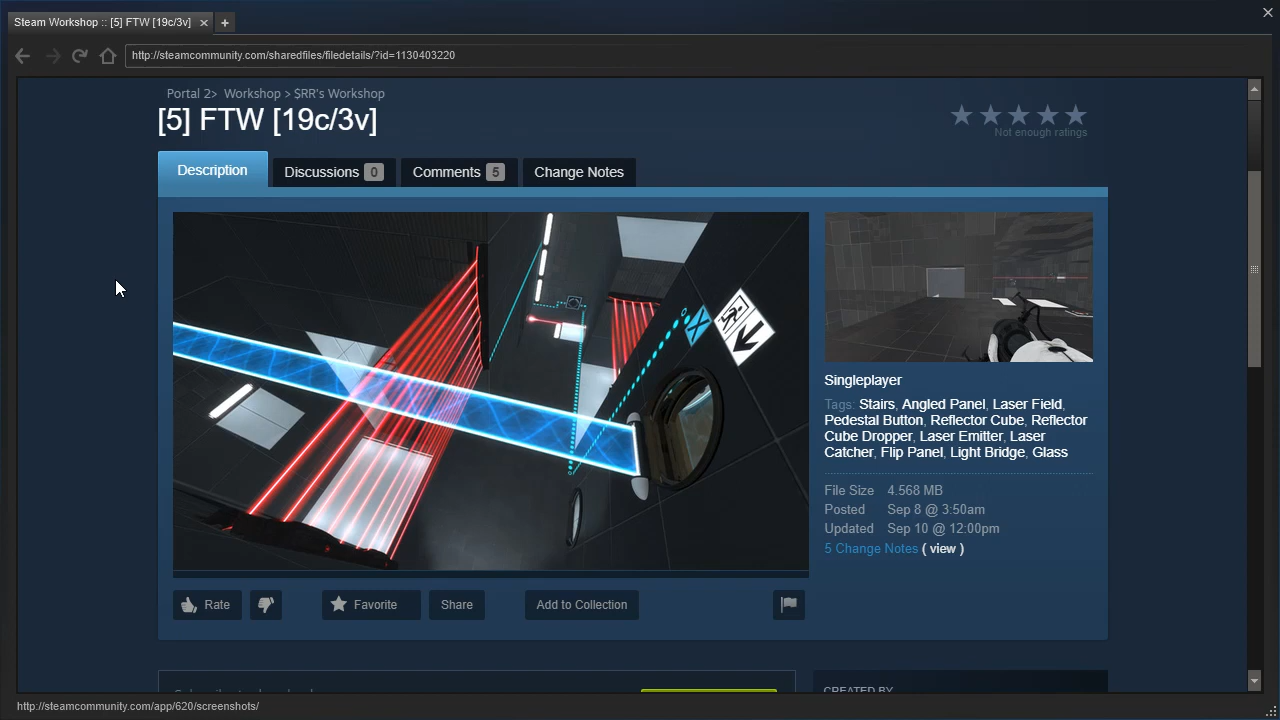 Steam Workshop :: [5] FTW [19c/3v]
http://steamcommunity.com/sharedfiles/filedetails/?id=1130403220
Portal 2> Workshop > $RR's Workshop
[5] FTW [19c/3v]
Not enough ratings
Description
Discussions 0
Comments 5
Change Notes
Singleplayer
Tags: Stairs, Angled Panel, Laser Field,
Pedestal Button, Reflector Cube, Reflector
Cube Dropper, Laser Emitter, Laser
Catcher, Flip Panel, Light Bridge, Glass
File Size 4.568 MB
Posted Sep 8 @ 3:50am
Updated Sep 10 @ 12:00pm
5 Change Notes ( view )
Rate
Favorite
Share
Add to Collection
CREATED BY
http://steamcommunity.com/app/620/screenshots/